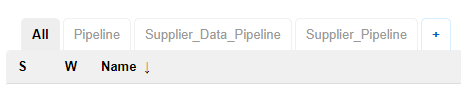 All Pipeline Supplier_Data_Pipeline Supplier_Pipeline +
S W Name ↓